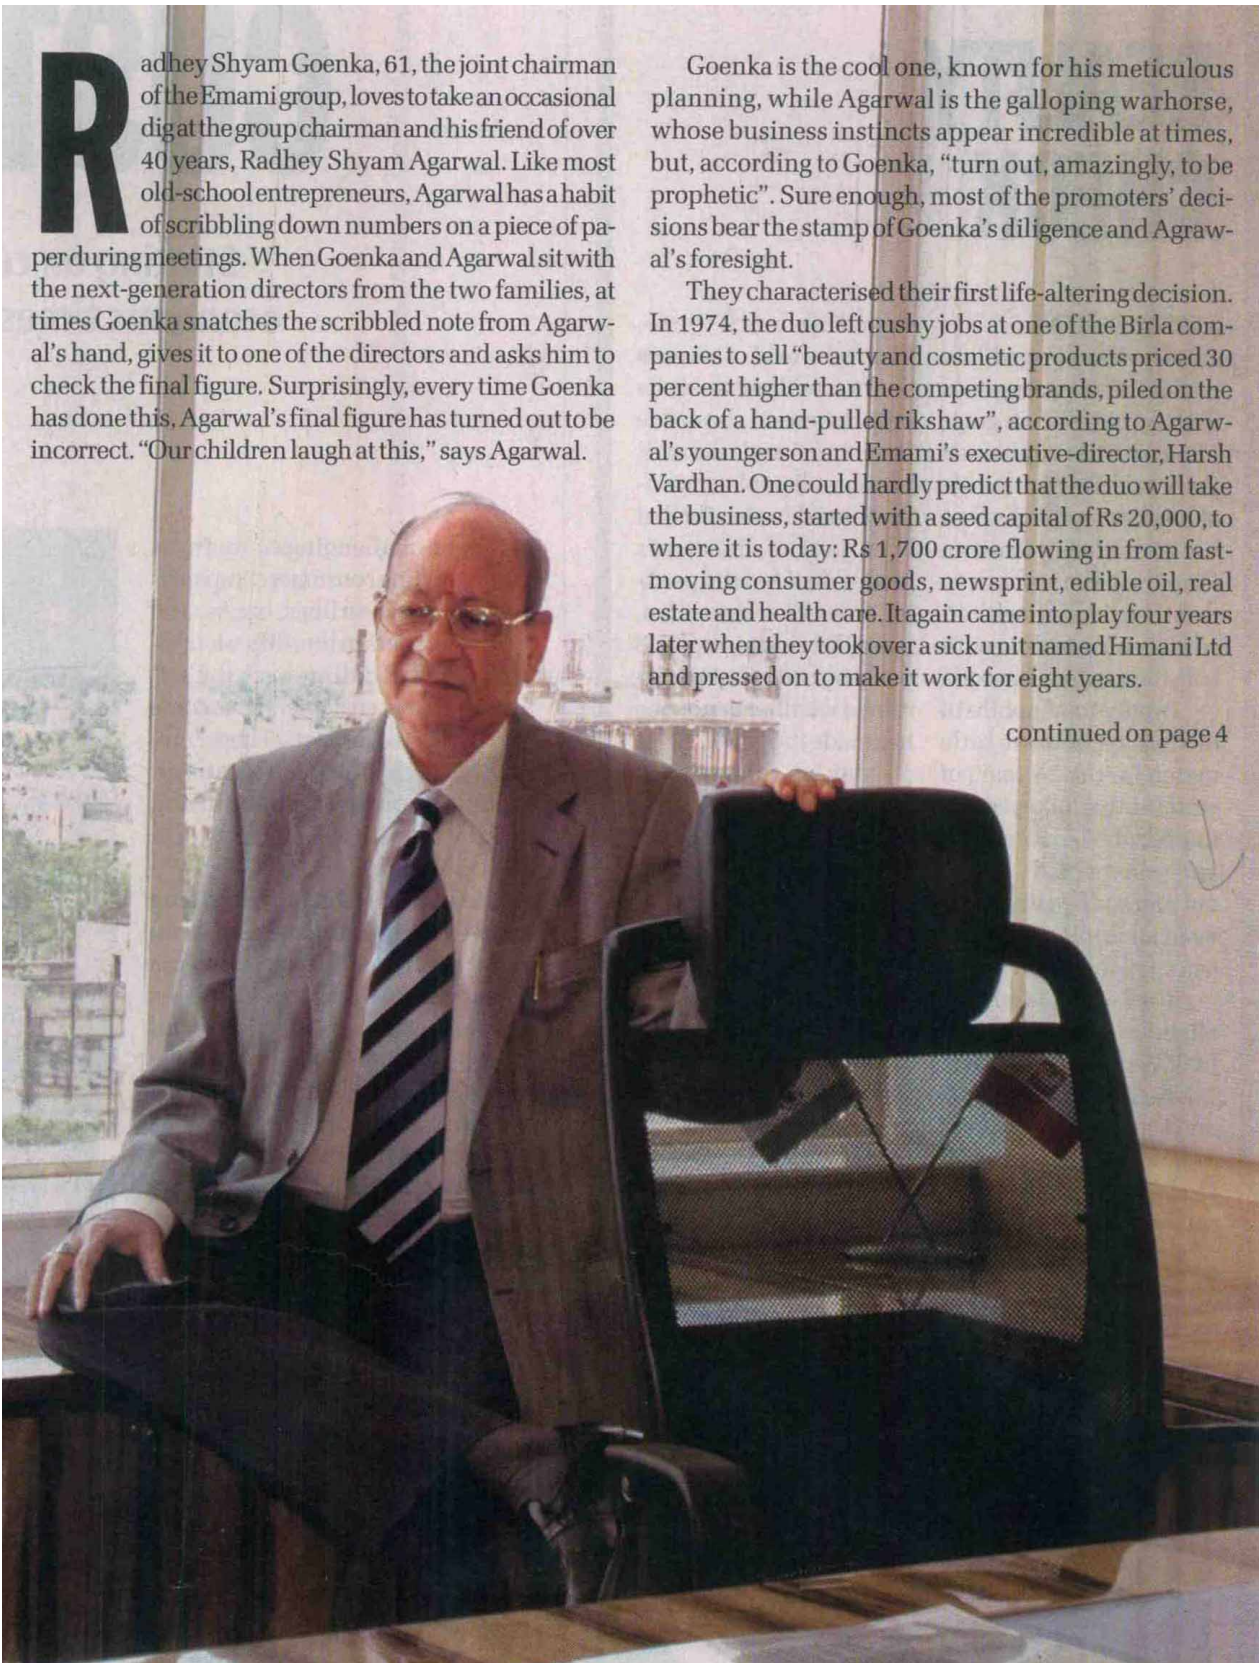 Radhey Shyam Goenka, 61, the joint chairman
of the Emami group, loves to take an occasional
dig at the group chairman and his friend of over
40 years, Radhey Shyam Agarwal. Like most
old-school entrepreneurs, Agarwal has a habit
of scribbling down numbers on a piece of pa-
per during meetings. When Goenka and Agarwal sit with
the next-generation directors from the two families, at
times Goenka snatches the scribbled note from Agarw-
al's hand, gives it to one of the directors and asks him to
check the final figure. Surprisingly, every time Goenka
has done this, Agarwal's final figure has turned out to be
incorrect. “Our children laugh at this,” says Agarwal.
Goenka is the cool one, known for his meticulous
planning, while Agarwal is the galloping warhorse,
whose business instincts appear incredible at times,
but, according to Goenka, “turn out, amazingly, to be
prophetic”. Sure enough, most of the promoters' deci-
sions bear the stamp of Goenka's diligence and Agraw-
al's foresight.
They characterised their first life-altering decision.
In 1974, the duo left cushy jobs at one of the Birla com-
panies to sell “beauty and cosmetic products priced 30
per cent higher than the competing brands, piled on the
back of a hand-pulled rikshaw”, according to Agarw-
al's younger son and Emami's executive-director, Harsh
Vardhan. One could hardly predict that the duo will take
the business, started with a seed capital of Rs 20,000, to
where it is today: Rs 1,700 crore flowing in from fast-
moving consumer goods, newsprint, edible oil, real
estate and health care. It again came into play four years
later when they took over a sick unit named Himani Ltd
and pressed on to make it work for eight years.
continued on page 4